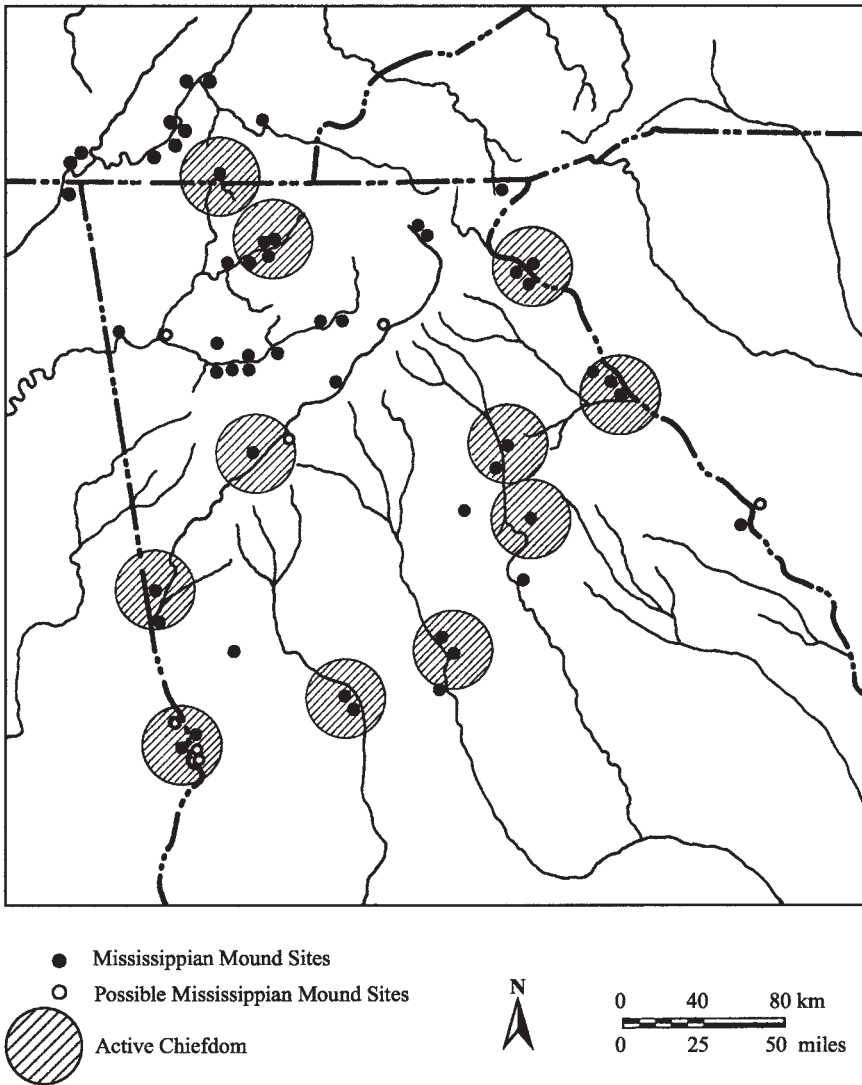 Mississippian Mound Sites
Possible Mississippian Mound Sites
Active Chiefdom
N
0 40 80 km
0 25 50 miles